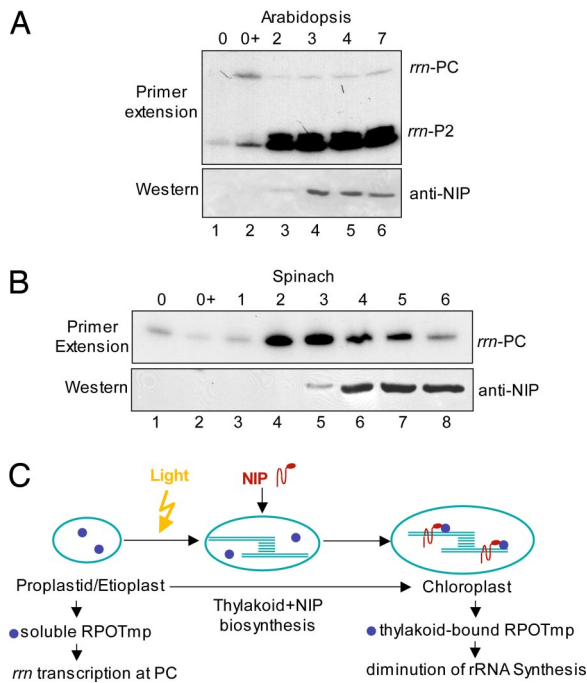 A
Arabidopsis
0 0+ 2 3 4 7
rrn-PC
Primer
extension
rrn-P2
Western
anti-NIP
1 2 3 4 5 6
B
Spinach
0 0+ 1 2 3 4 5 6
Primer
Extension
rrn-PC
Western
anti-NIP
1 2 3 4 5 6 7 8
C
Light
NIP
Proplastid/Etioplast
Thylakoid+NIP
biosynthesis
Chloroplast
soluble RPOTmp
thylakoid-bound RPOTmp
rrn transcription at PC
diminution of rRNA Synthesis